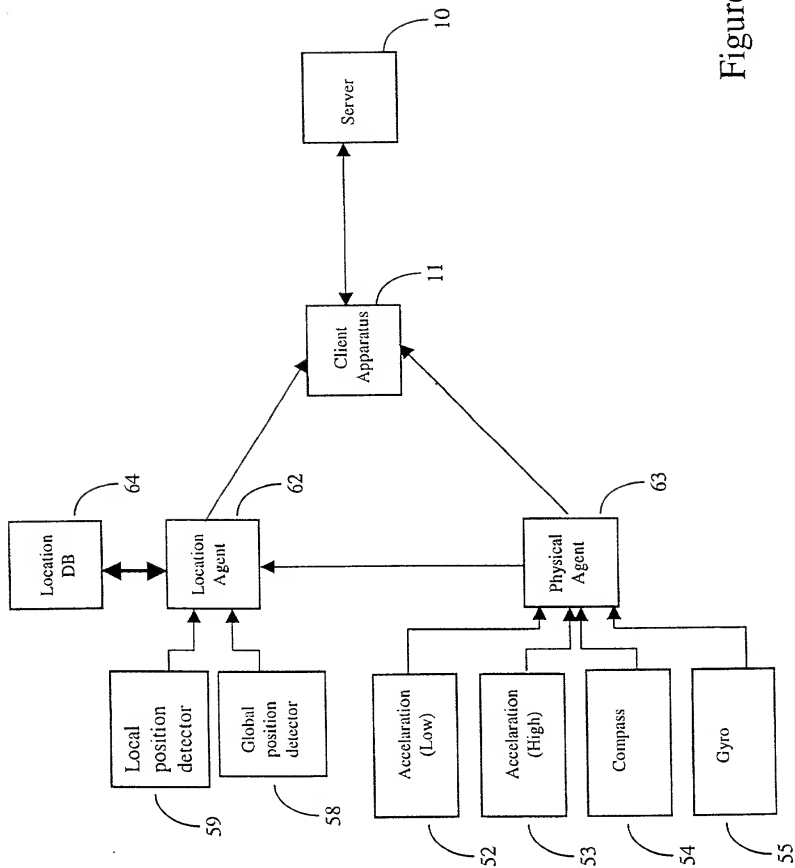 Location
DB
64
Local
position
detector
59
Global
position
detector
58
Location
Agent
62
Accelaration
(Low)
52
Accelaration
(High)
53
Compass
54
Gyro
55
Physical
Agent
63
Client
Apparatus
11
Server
10
Figure